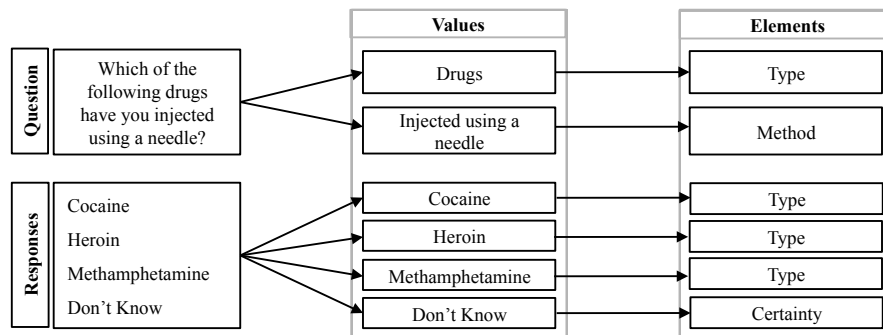 Values
Elements
Question
Which of the
following drugs
have you injected
using a needle?
Drugs
Type
Injected using a
needle
Method
Responses
Cocaine
Heroin
Methamphetamine
Don’t Know
Cocaine
Type
Heroin
Type
Methamphetamine
Type
Don’t Know
Certainty